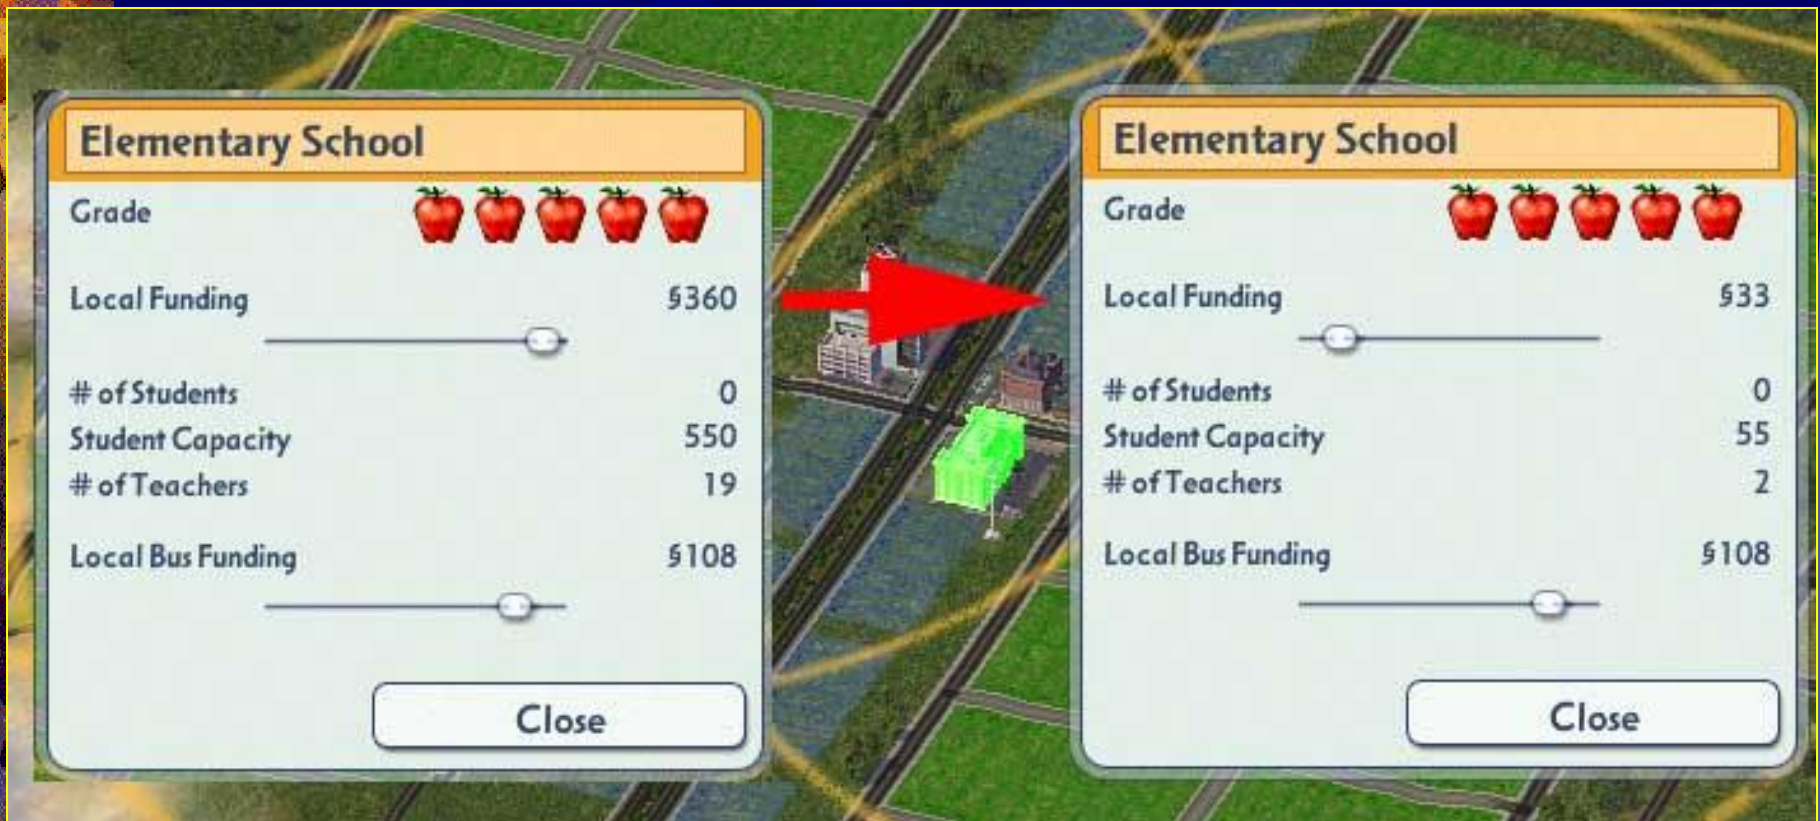 Elementary School
Grade
Local Funding §360
# of Students 0
Student Capacity 550
# of Teachers 19
Local Bus Funding §108
Close
Elementary School
Grade
Local Funding §33
# of Students 0
Student Capacity 55
# of Teachers 2
Local Bus Funding §108
Close